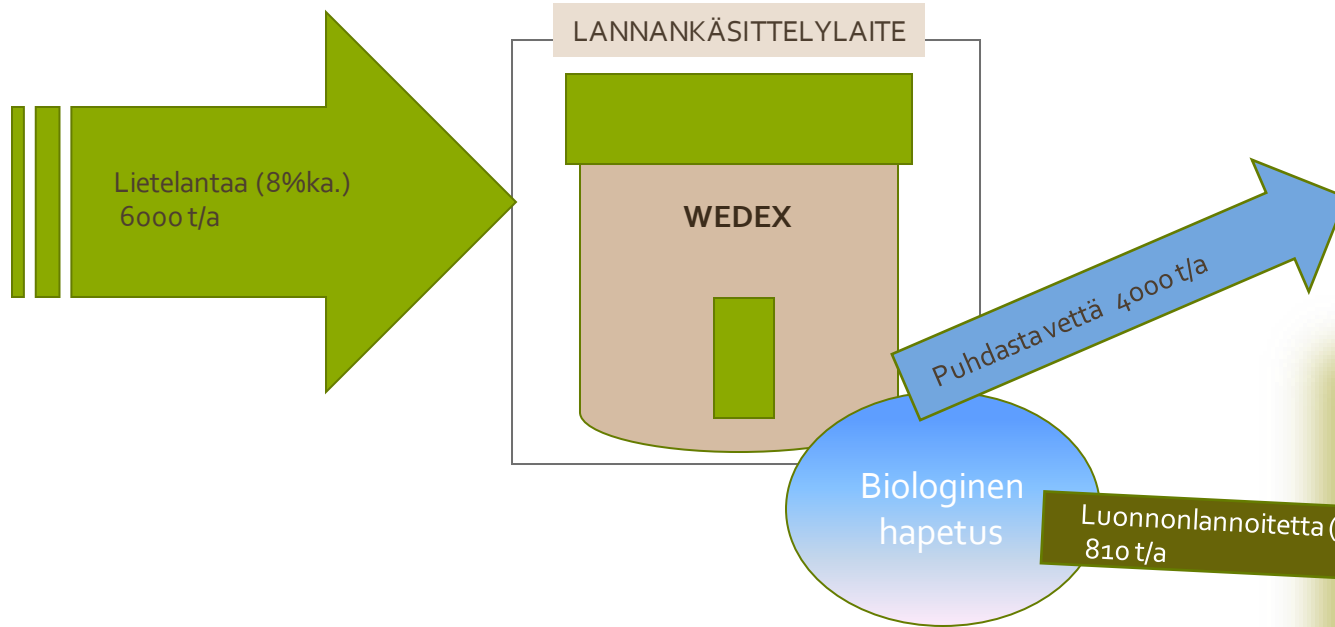 LANNANKÄSITTELYLAITE
Lietelantaa (8%ka.)
6000 t/a
WEDEX
Puhdasta vettä 4000 t/a
Biologinen
hapetus
Luonnonlannoitetta (
810 t/a